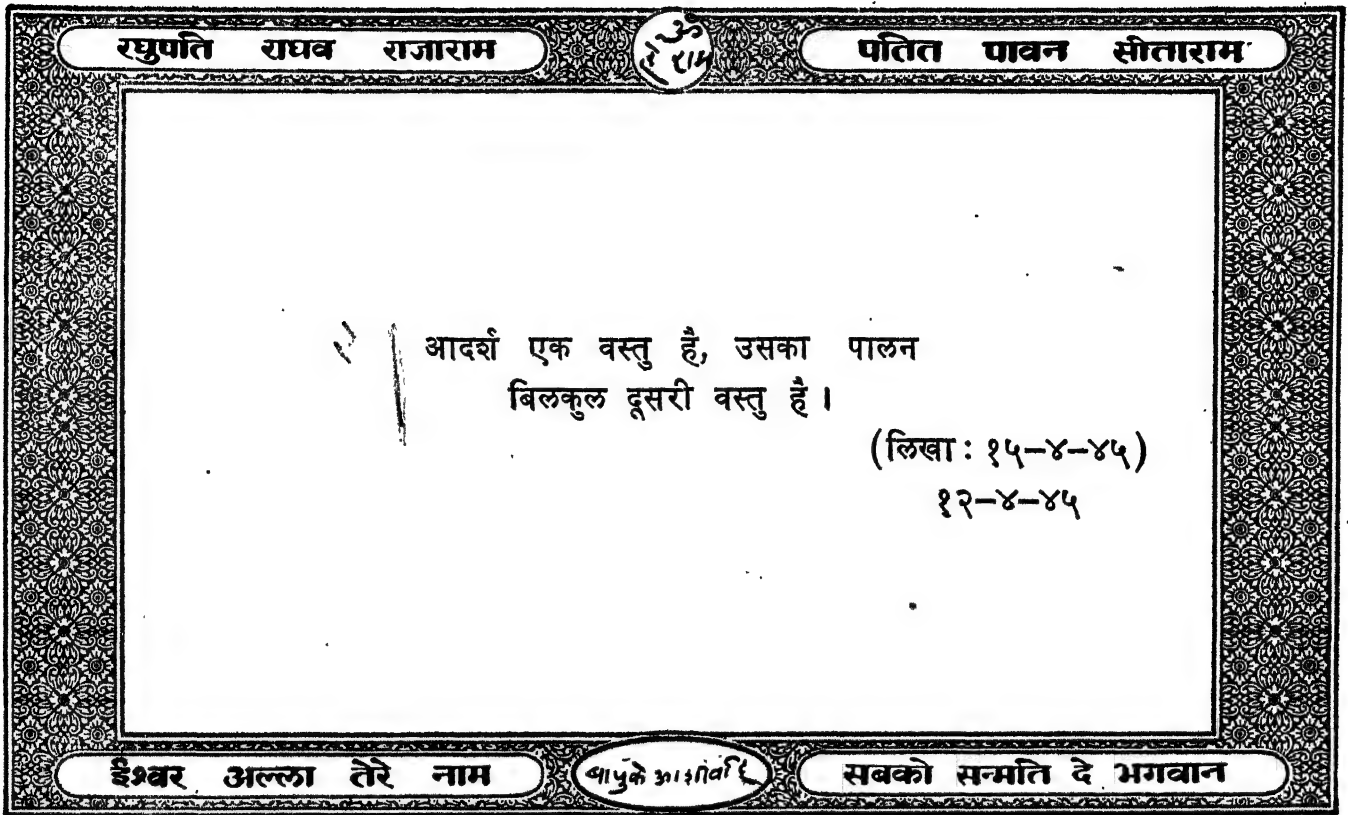 रघुपति राघव राजाराम
ॐ
हे राम
पतित पावन सीताराम
आदर्श एक वस्तु है, उसका पालन
बिलकुल दूसरी वस्तु है ।
(लिखा : १५–४–४५)
१२–४–४५
ईश्वर अल्ला तेरे नाम
बापुके आशीर्वाद
सबको सन्मति दे भगवान